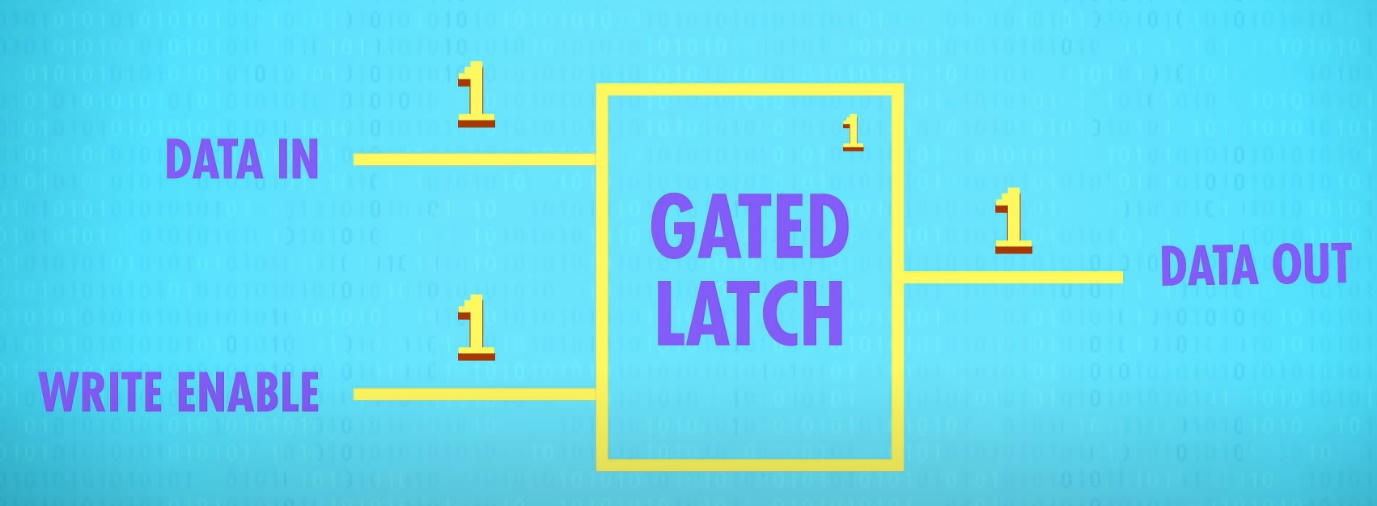 1
DATA IN
1
GATED
LATCH
1
DATA OUT
1
WRITE ENABLE